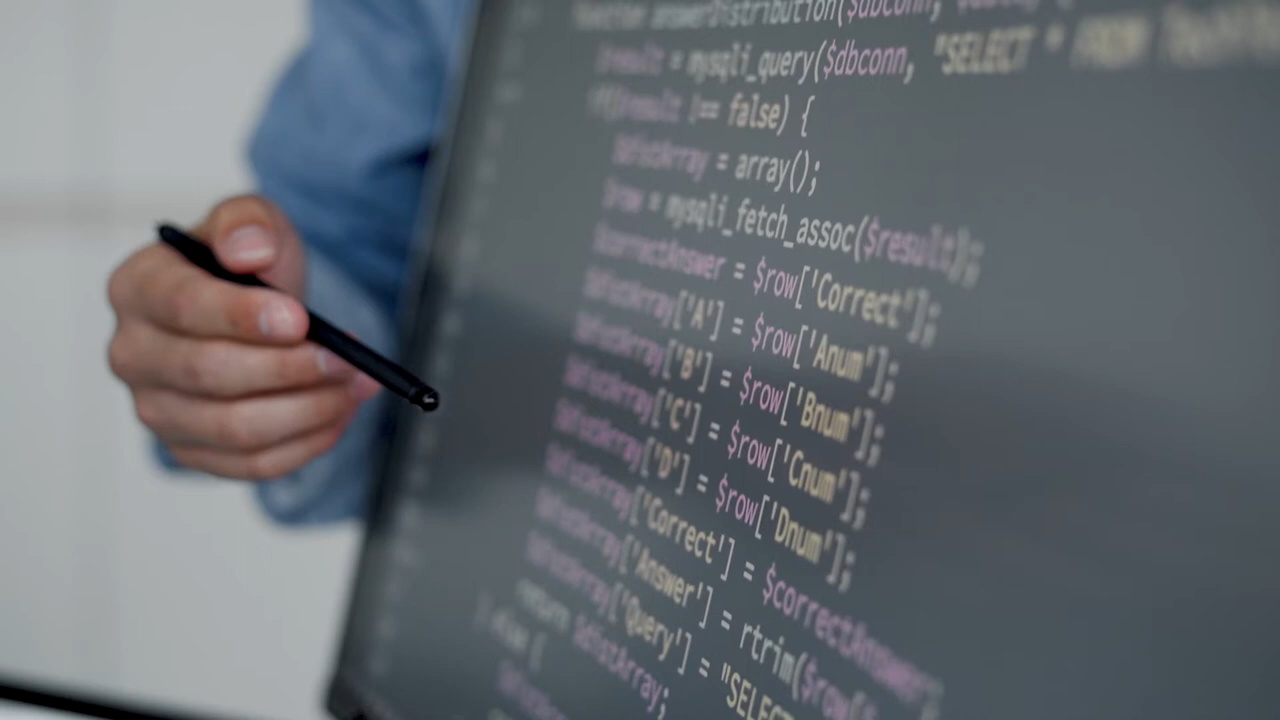 function answerDistribution($dbconn,
$result = mysqli_query($dbconn, "SELECT * FROM
if($result !== false) {
$distArray = array();
$row = mysqli_fetch_assoc($result);
$correctAnswer = $row['Correct'];
$distArray['A'] = $row['Anum'];
$distArray['B'] = $row['Bnum'];
$distArray['C'] = $row['Cnum'];
$distArray['D'] = $row['Dnum'];
$distArray['Correct'] = $correctAnswer;
$distArray['Answer'] = rtrim($row[
$distArray['Query'] = "SELECT
return $distArray;
} else {